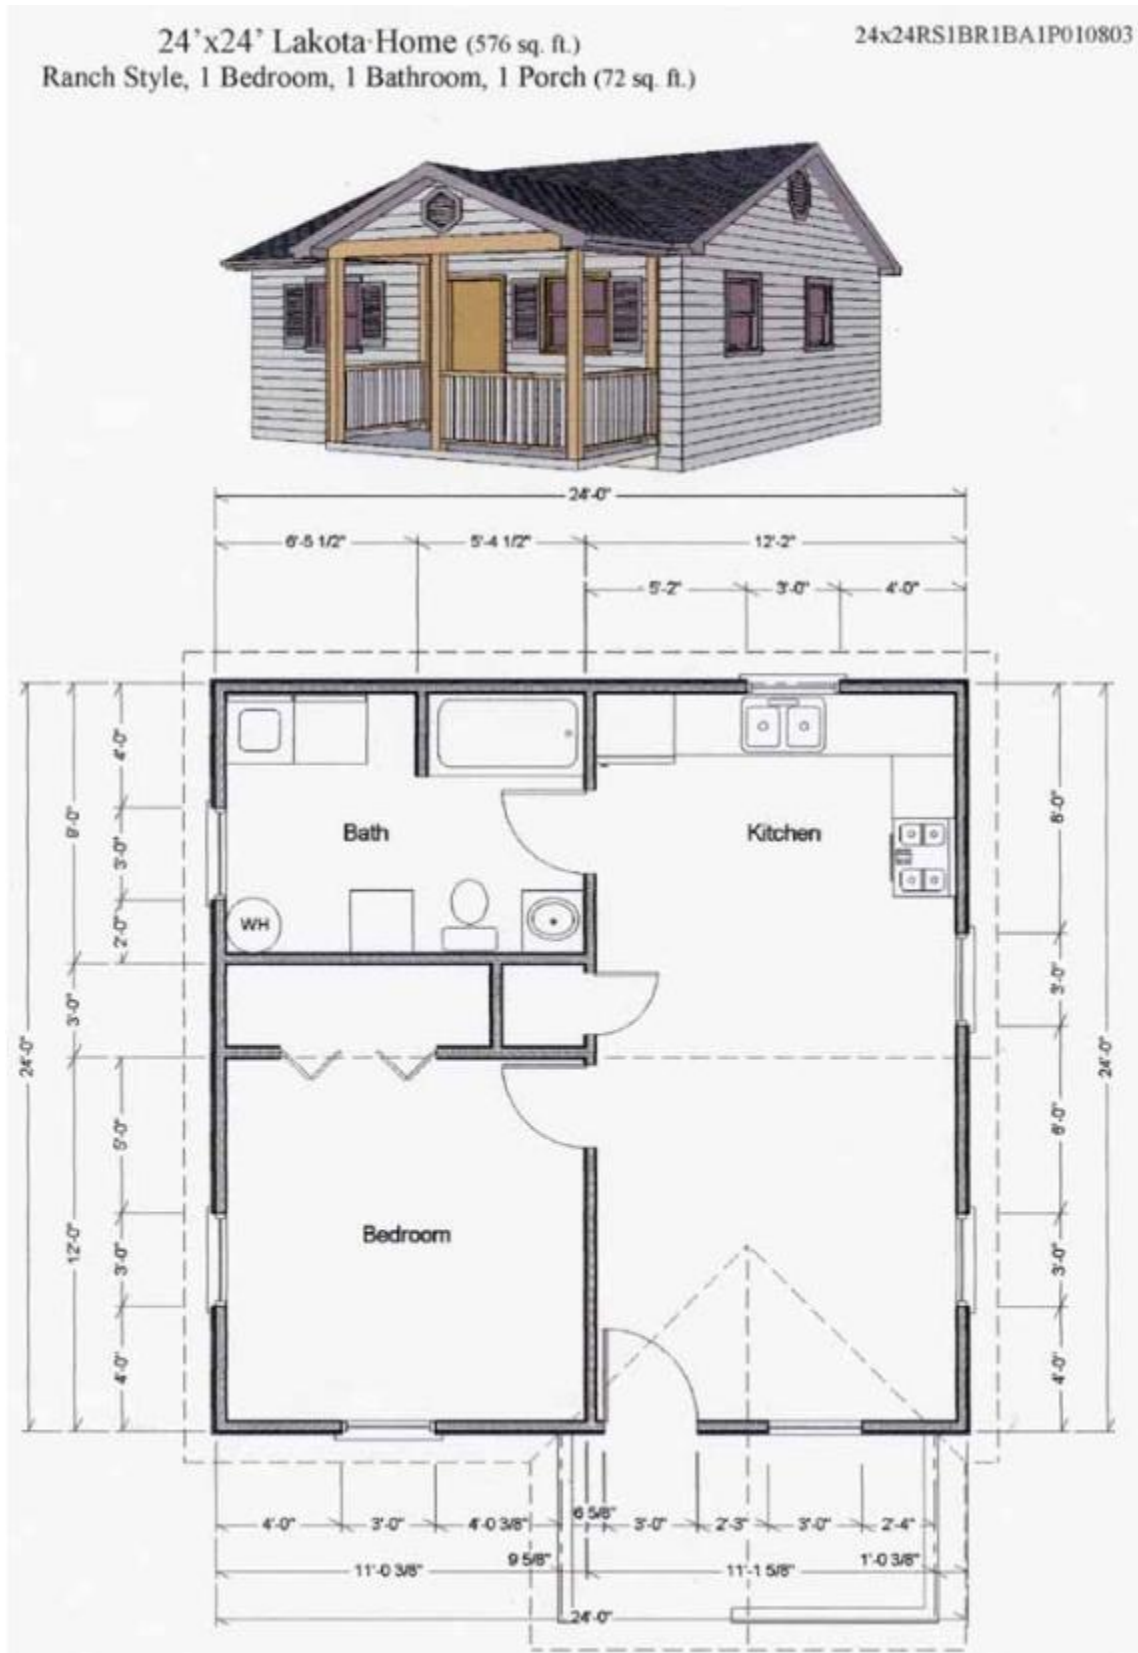 24'x24' Lakota Home (576 sq. ft.)
24x24RS1BR1BA1P010803
Ranch Style, 1 Bedroom, 1 Bathroom, 1 Porch (72 sq. ft.)
24'-0"
6'-5 1/2" 5'-4 1/2" 12'-2"
5'-2" 3'-0" 4'-0"
4'-0"
9'-0"
3'-0"
2'-0"
3'-0"
24'-0"
5'-0"
12'-0"
3'-0"
4'-0"
Bath
Kitchen
WH
Bedroom
8'-0"
3'-0"
24'-0"
6'-0"
3'-0"
4'-0"
6 5/8"
4'-0" 3'-0" 4'-0 3/8" 3'-0" 2'-3" 3'-0" 2'-4"
11'-0 3/8" 9 5/8" 11'-1 5/8" 1'-0 3/8"
24'-0"